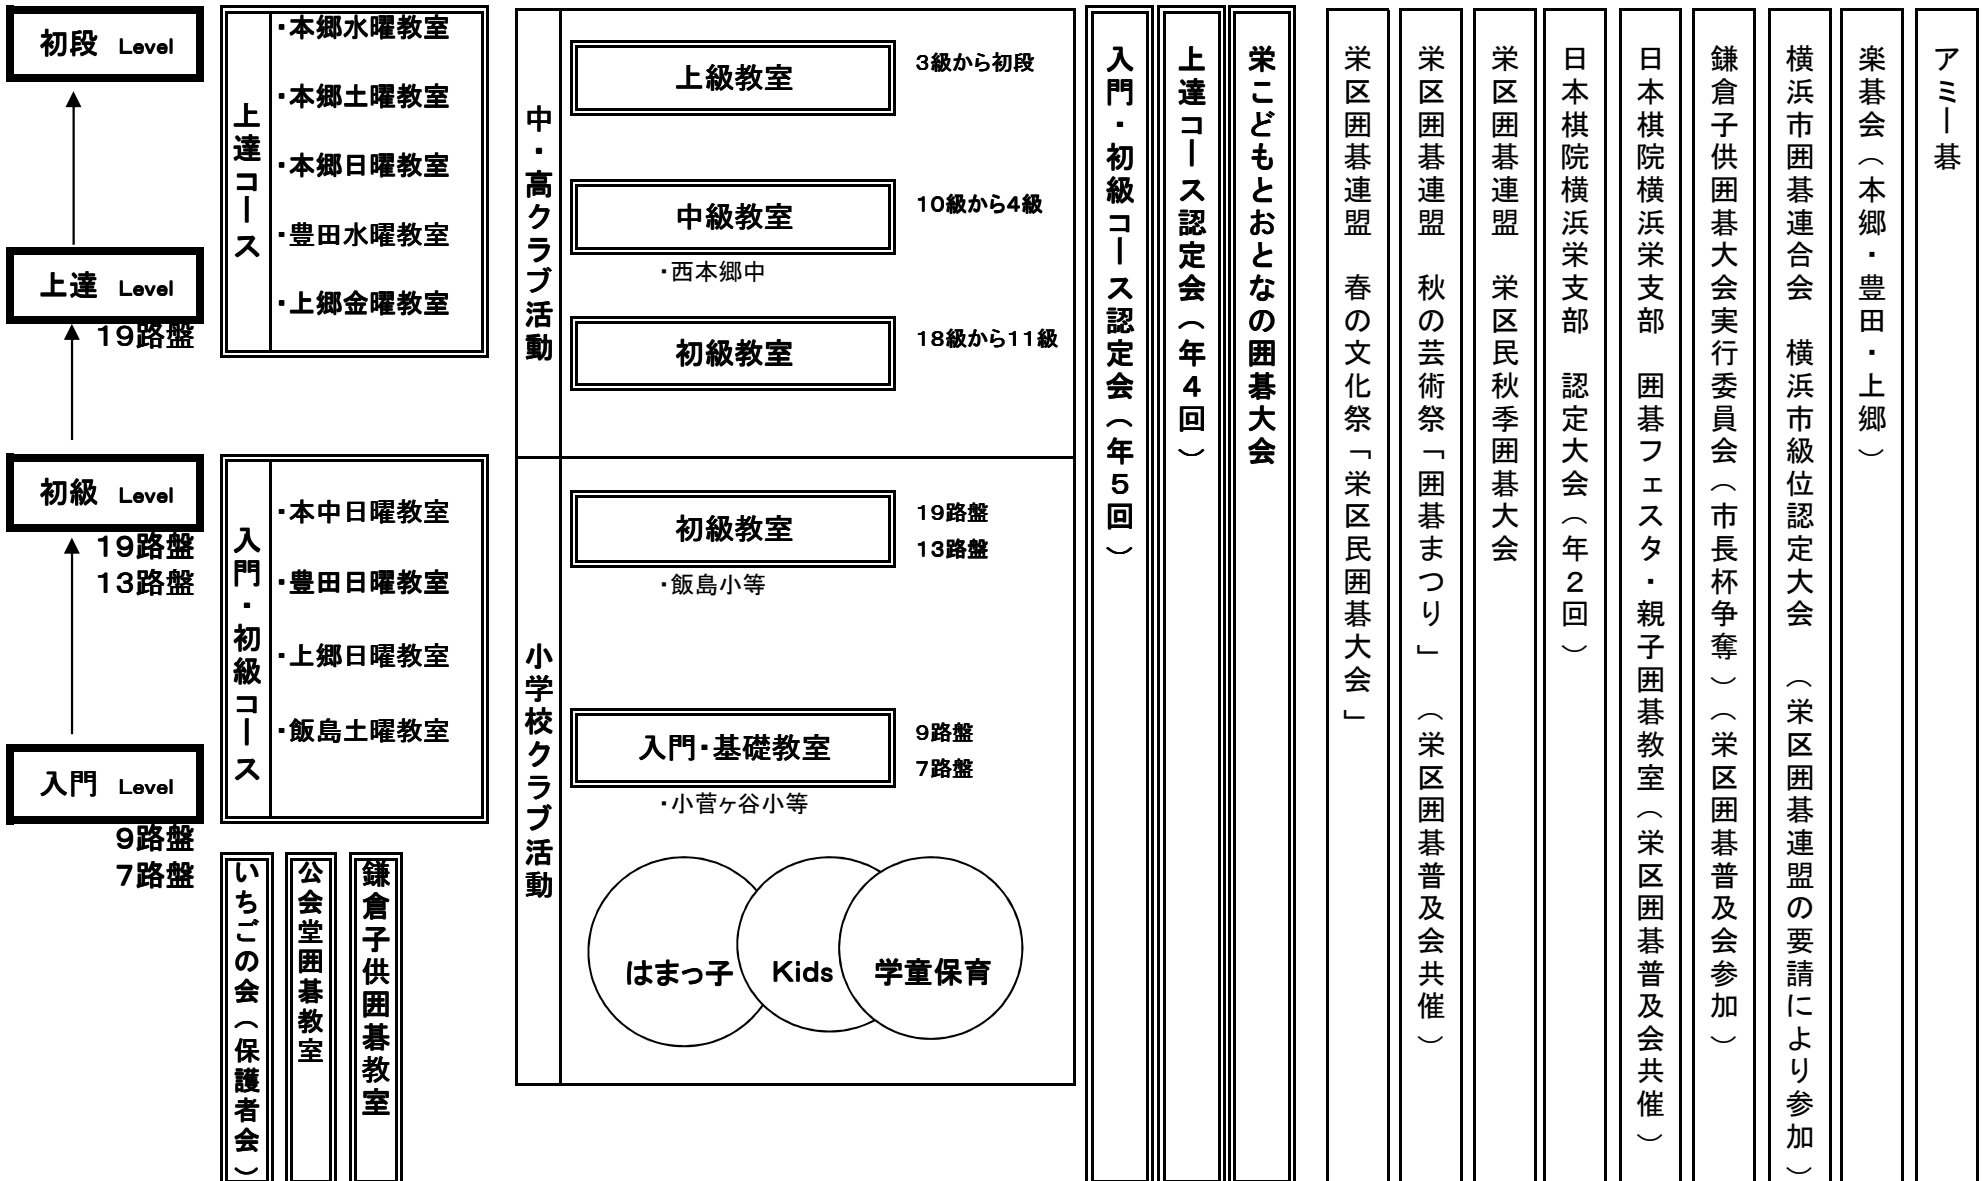 初段 Level
上達 Level
19路盤
初級 Level
19路盤
13路盤
入門 Level
9路盤
7路盤
上達コース
・本郷水曜教室
・本郷土曜教室
・本郷日曜教室
・豊田水曜教室
・上郷金曜教室
入門・初級コース
・本中日曜教室
・豊田日曜教室
・上郷日曜教室
・飯島土曜教室
いちごの会（保護者会）
公会堂囲碁教室
鎌倉子供囲碁教室
中・高クラブ活動
上級教室
3級から初段
中級教室
10級から4級
・西本郷中
初級教室
18級から11級
小学校クラブ活動
初級教室
19路盤
13路盤
・飯島小等
入門・基礎教室
9路盤
7路盤
・小菅ヶ谷小等
はまっ子
Kids
学童保育
入門・初級コース認定会（年5回）
上達コース認定会（年4回）
栄こどもとおとなの囲碁大会
栄区囲碁連盟　春の文化祭「栄区民囲碁大会」
栄区囲碁連盟　秋の芸術祭「囲碁まつり」（栄区囲碁普及会共催）
栄区囲碁連盟　栄区民秋季囲碁大会
日本棋院横浜栄支部　認定大会（年2回）
日本棋院横浜栄支部　囲碁フェスタ・親子囲碁教室（栄区囲碁普及会共催）
鎌倉子供囲碁大会実行委員会（市長杯争奪）（栄区囲碁普及会参加）
横浜市囲碁連合会　横浜市級位認定大会　（栄区囲碁連盟の要請により参加）
楽碁会（本郷・豊田・上郷）
アミー碁